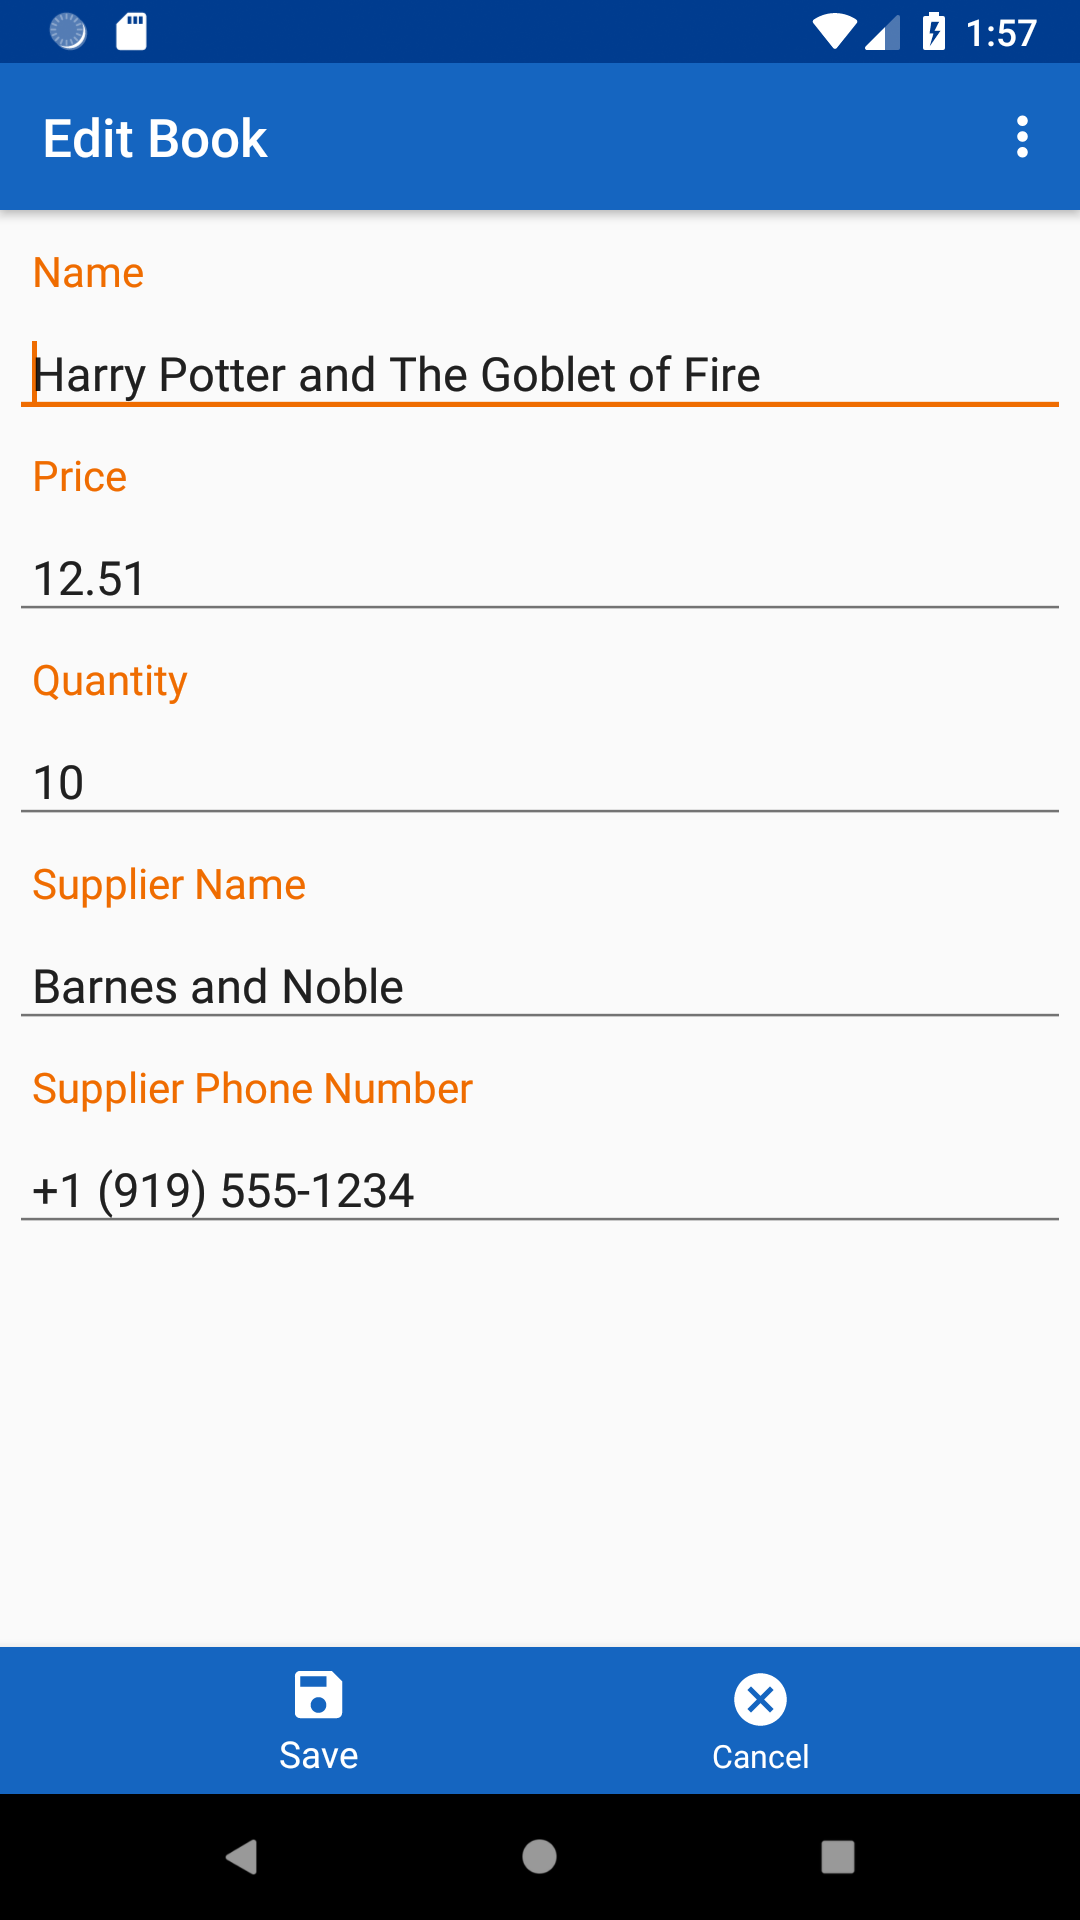 1:57
Edit Book
Name
Harry Potter and The Goblet of Fire
Price
12.51
Quantity
10
Supplier Name
Barnes and Noble
Supplier Phone Number
+1 (919) 555-1234
Save
Cancel